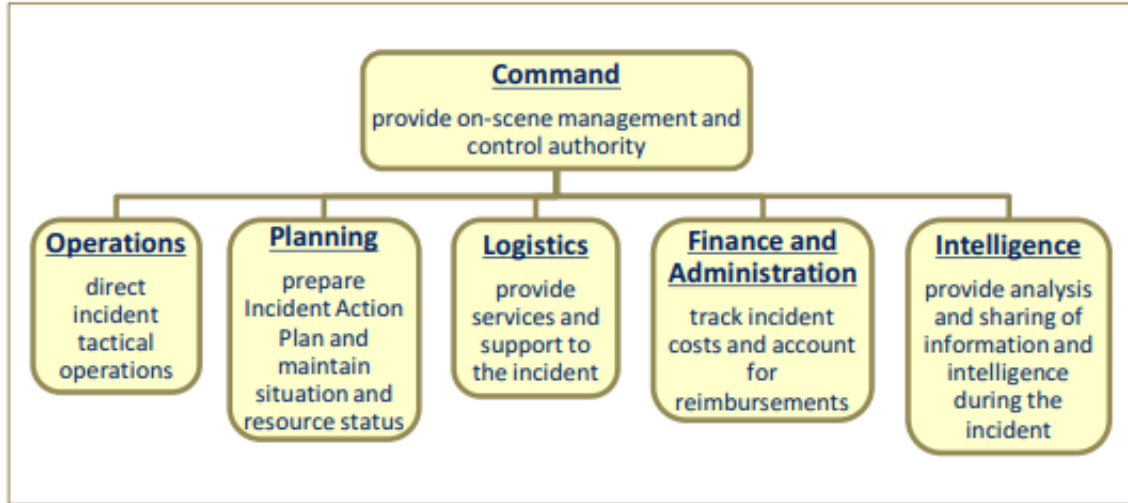 Command
provide on-scene management and
control authority
Operations
direct
incident
tactical
operations
Planning
prepare
Incident Action
Plan and
maintain
situation and
resource status
Logistics
provide
services and
support to
the incident
Finance and
Administration
track incident
costs and account
for
reimbursements
Intelligence
provide analysis
and sharing of
information and
intelligence
during the
incident